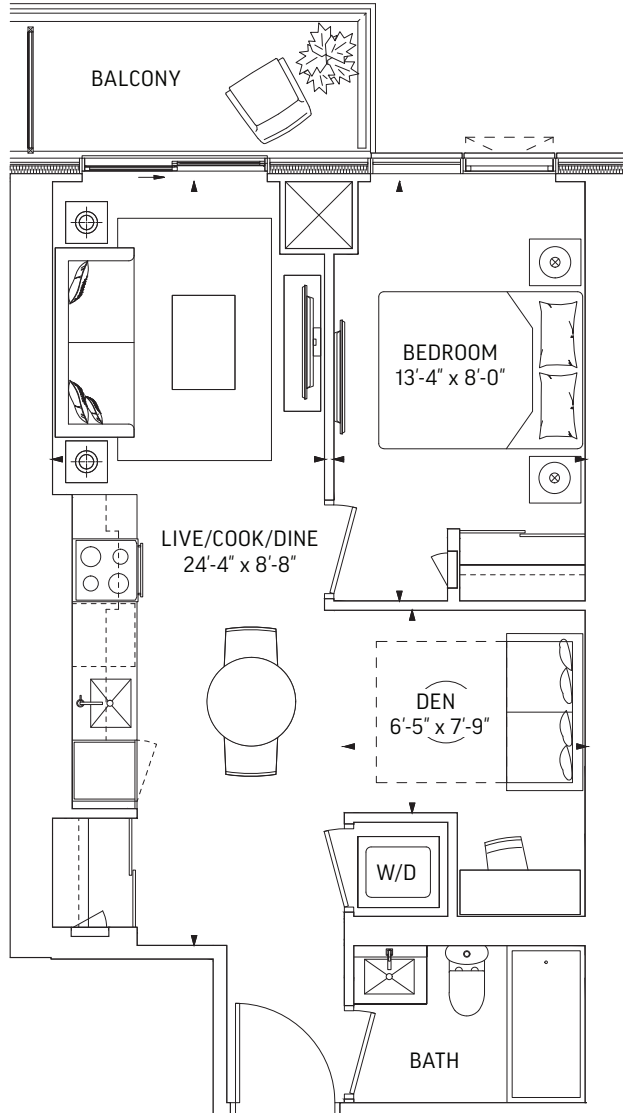 BALCONY
BEDROOM
13'-4" x 8'-0"
LIVE/COOK/DINE
24'-4" x 8'-8"
DEN
6'-5" x 7'-9"
W/D
BATH